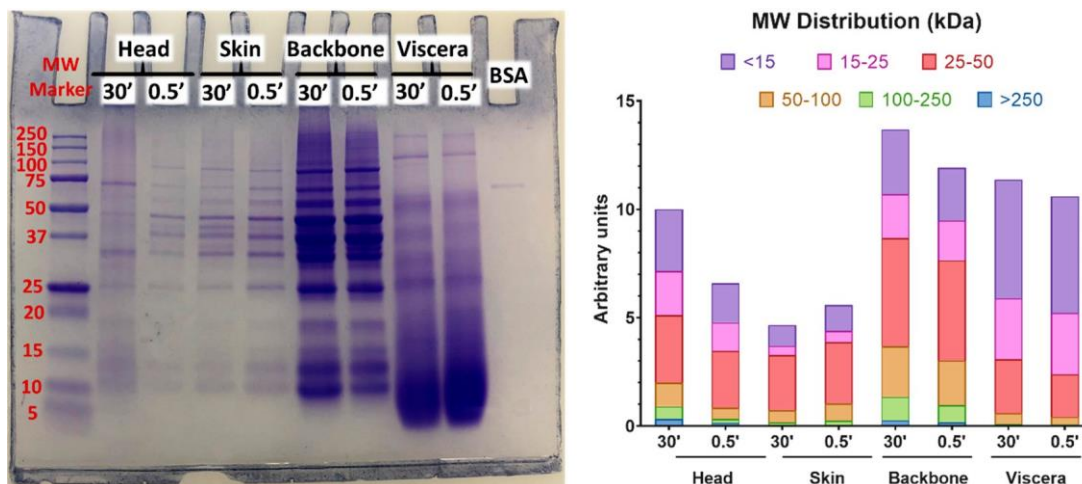 Head Skin Backbone Viscera
MW Marker
BSA
30' 0.5' 30' 0.5' 30' 0.5' 30' 0.5'
250
150
100
75
50
37
25
20
15
10
5
MW Distribution (kDa)
<15 15-25 25-50
50-100 100-250 >250
Arbitrary units
15
10
5
0
30' 0.5' 30' 0.5' 30' 0.5' 30' 0.5'
Head Skin Backbone Viscera